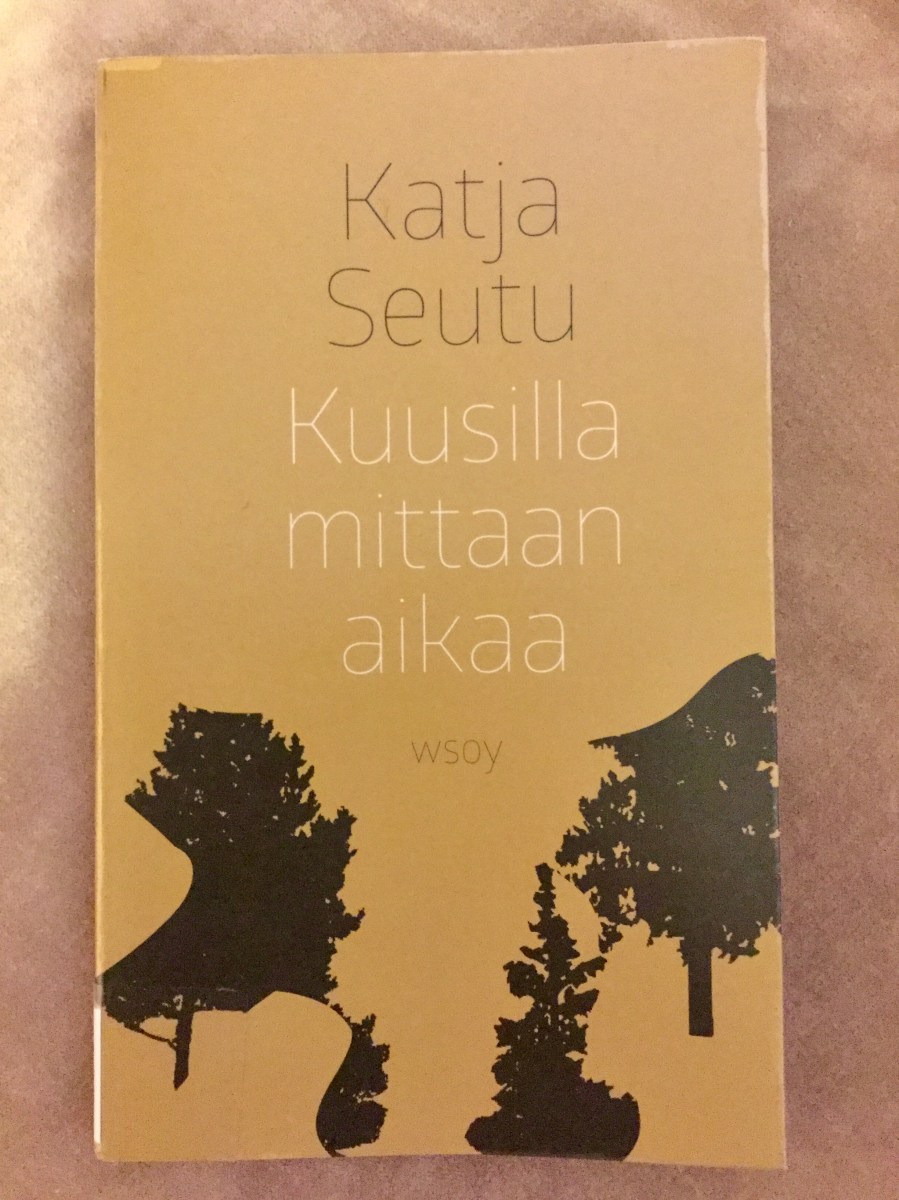 Katja
Seutu
Kuusilla
mittaan
aikaa
wsoy